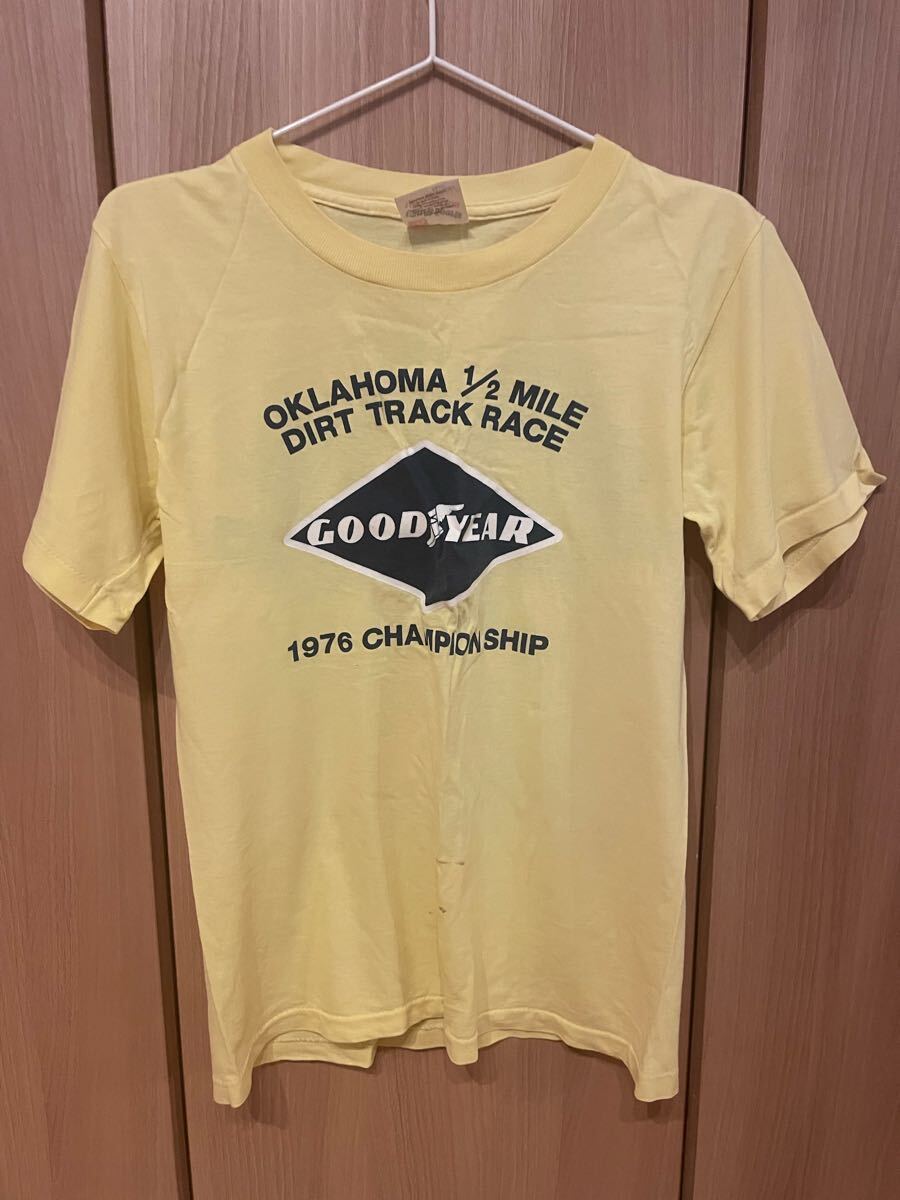 OKLAHOMA 1/2 MILE
DIRT TRACK RACE
GOODYEAR
1976 CHAMPIONSHIP